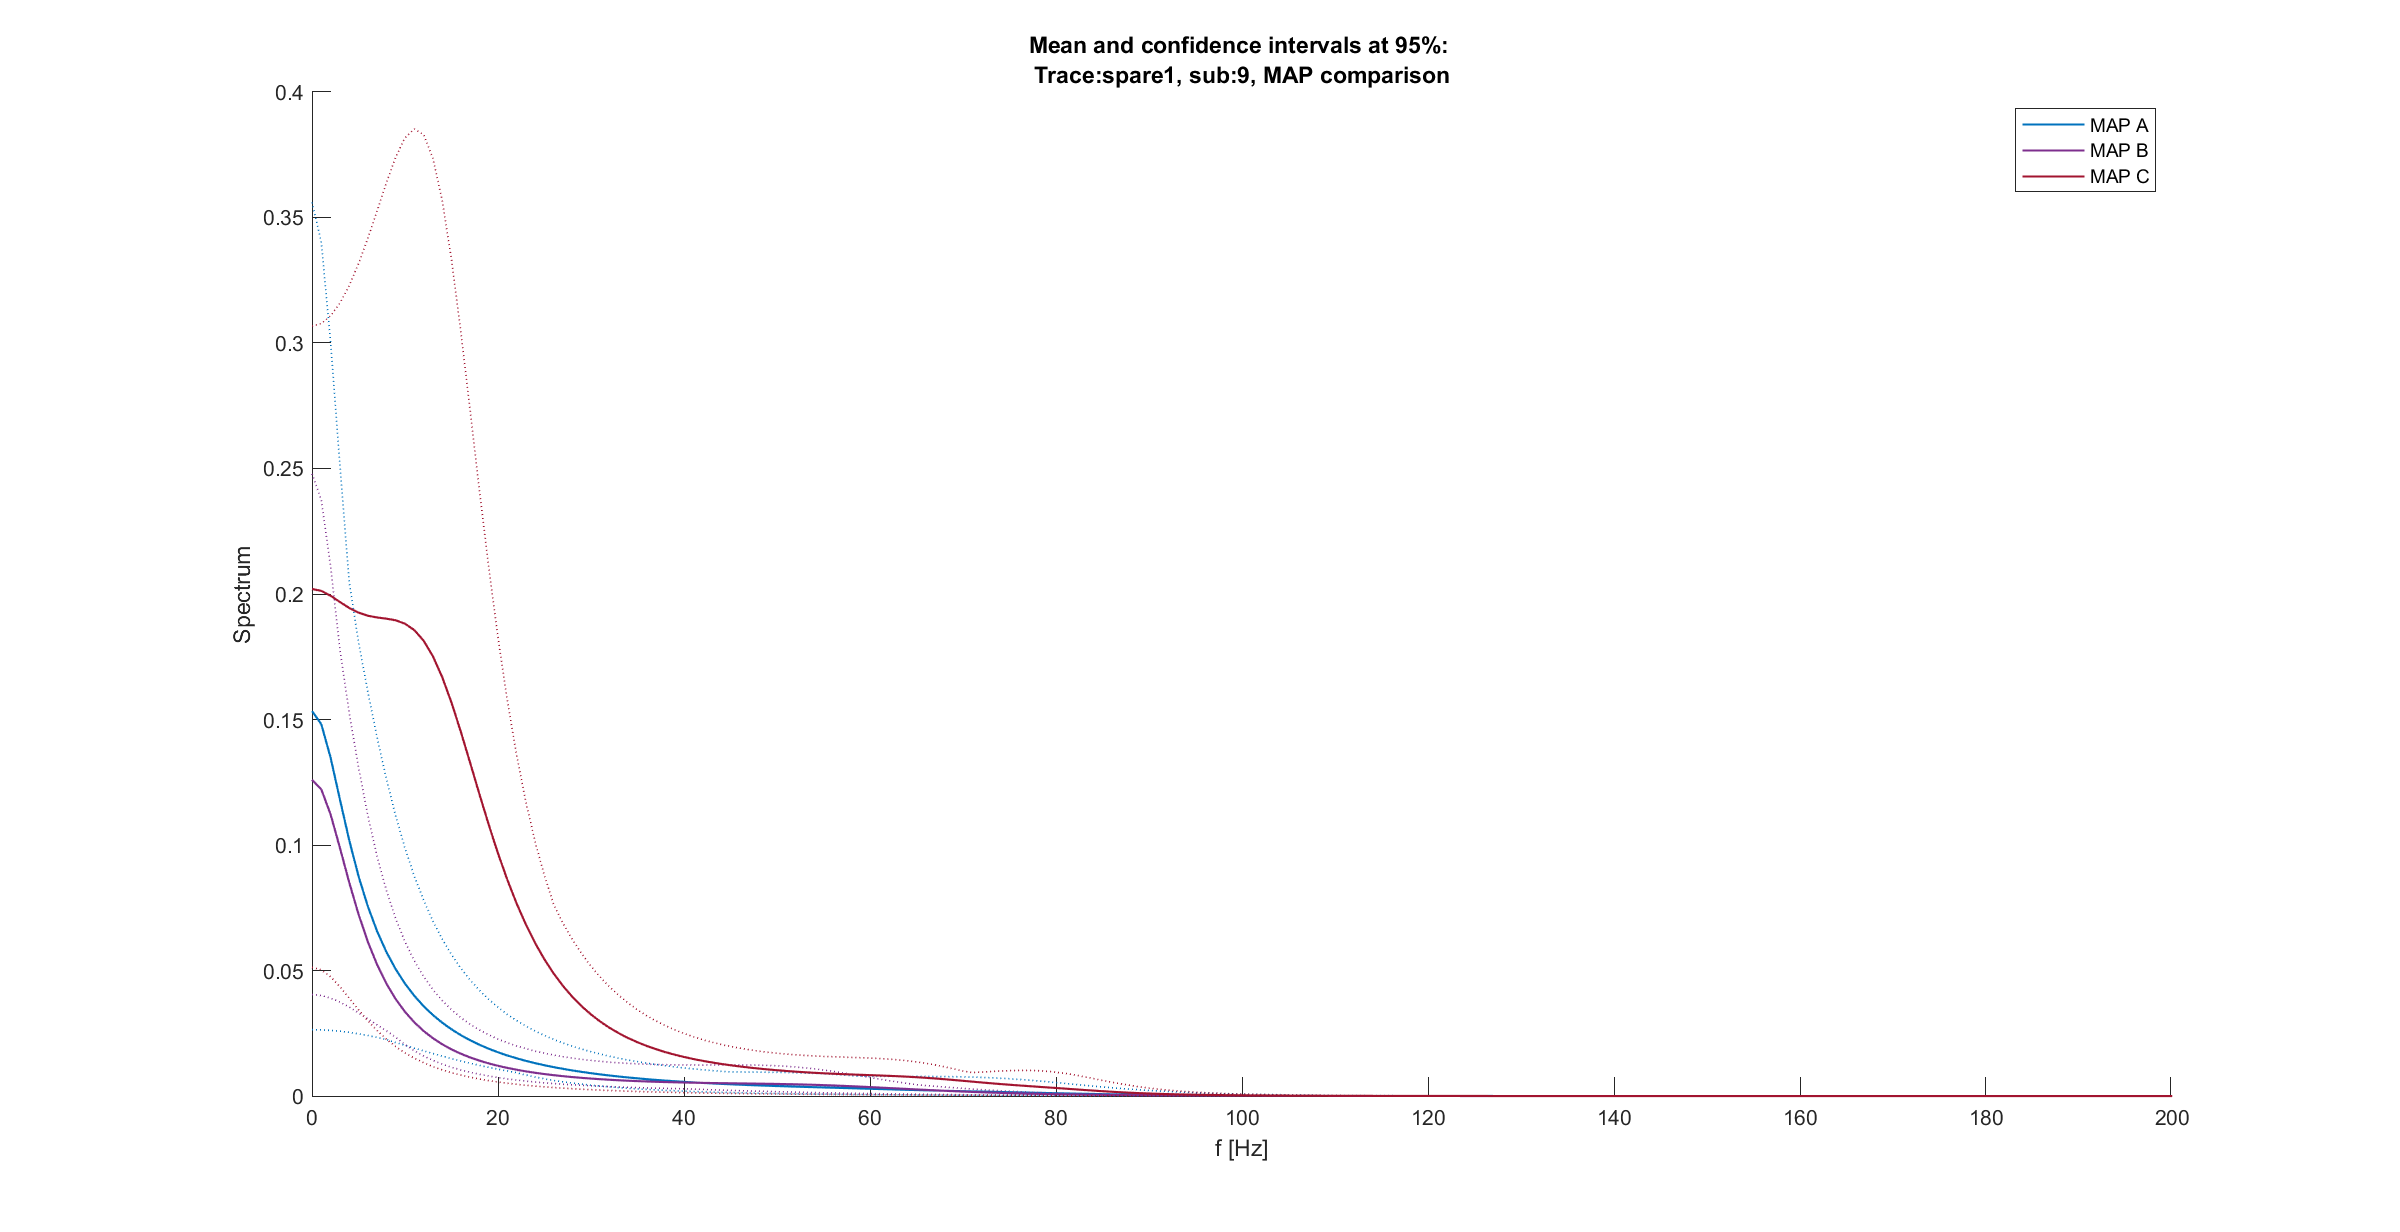 Mean and confidence intervals at 95%:
Trace:spare1, sub:9, MAP comparison
MAP A
MAP B
MAP C
Spectrum
0.4
0.35
0.3
0.25
0.2
0.15
0.1
0.05
0
0 20 40 60 80 100 120 140 160 180 200
f [Hz]